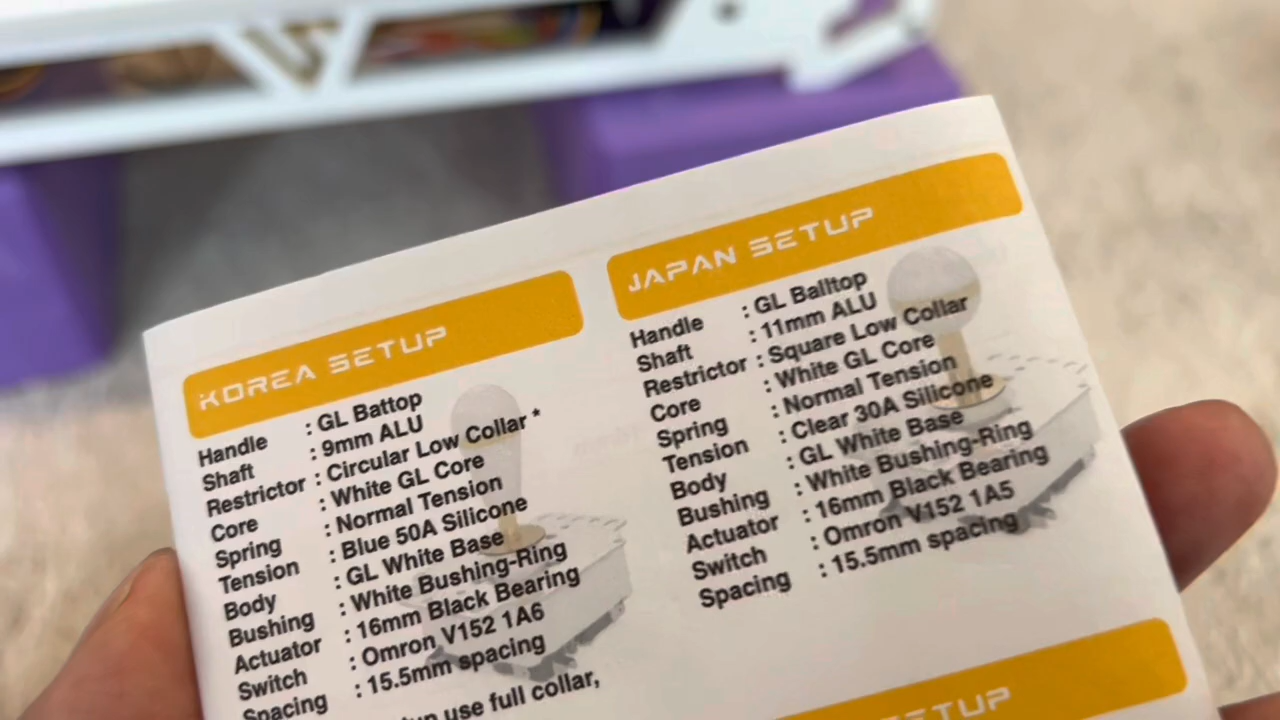 KOREA SETUP
Handle : GL Battop
Shaft : 9mm ALU
Restrictor : Circular Low Collar *
Core : White GL Core
Spring : Normal Tension
Tension : Blue 50A Silicone
Body : GL White Base
Bushing : White Bushing-Ring
Actuator : 16mm Black Bearing
Switch : Omron V152 1A6
Spacing : 15.5mm spacing
use full collar,
JAPAN SETUP
Handle : GL Balltop
Shaft : 11mm ALU
Restrictor : Square Low Collar
Core : White GL Core
Spring : Normal Tension
Tension : Clear 30A Silicone
Body : GL White Base
Bushing : White Bushing-Ring
Actuator : 16mm Black Bearing
Switch : Omron V152 1A5
Spacing : 15.5mm spacing
SETUP